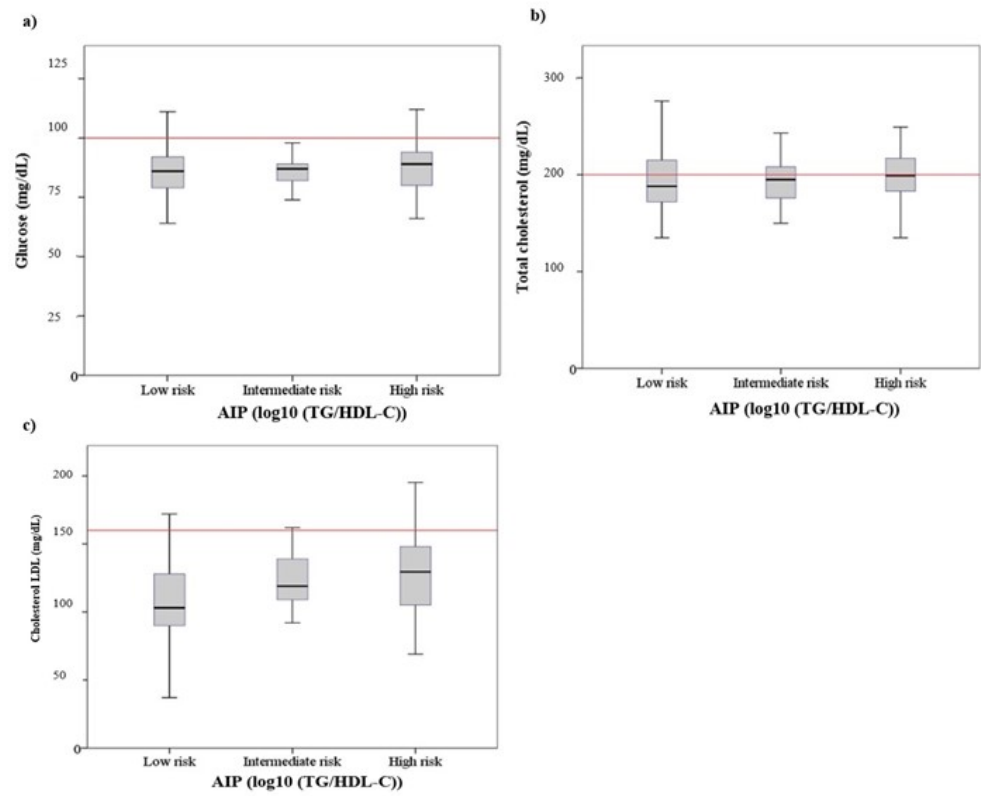 a)
125
100
75
50
25
0
Glucose (mg/dL)
Low risk Intermediate risk High risk
AIP (log10 (TG/HDL-C))
b)
300
200
100
0
Total cholesterol (mg/dL)
Low risk Intermediate risk High risk
AIP (log10 (TG/HDL-C))
c)
200
150
100
50
0
Cholesterol LDL (mg/dL)
Low risk Intermediate risk High risk
AIP (log10 (TG/HDL-C))